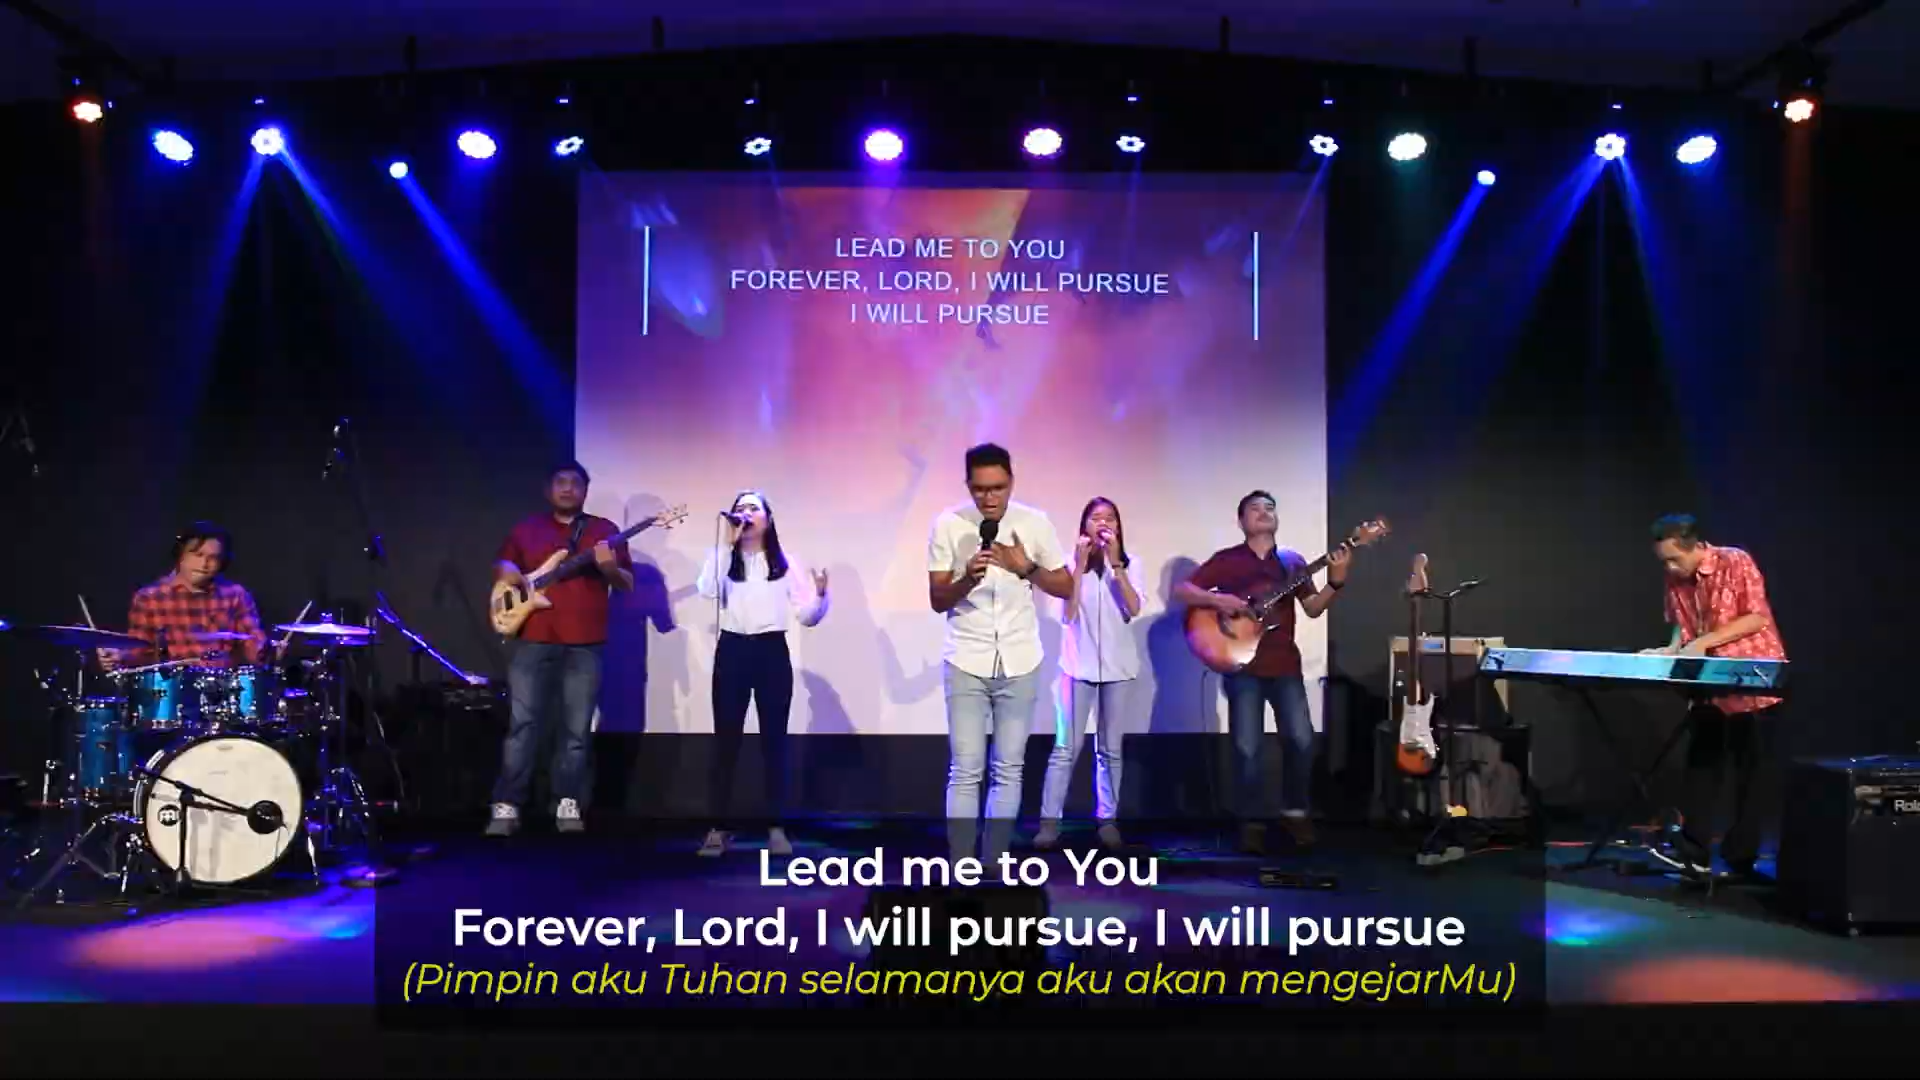 LEAD ME TO YOU
FOREVER, LORD, I WILL PURSUE
I WILL PURSUE
Lead me to You
Forever, Lord, I will pursue, I will pursue
(Pimpin aku Tuhan selamanya aku akan mengejarMu)